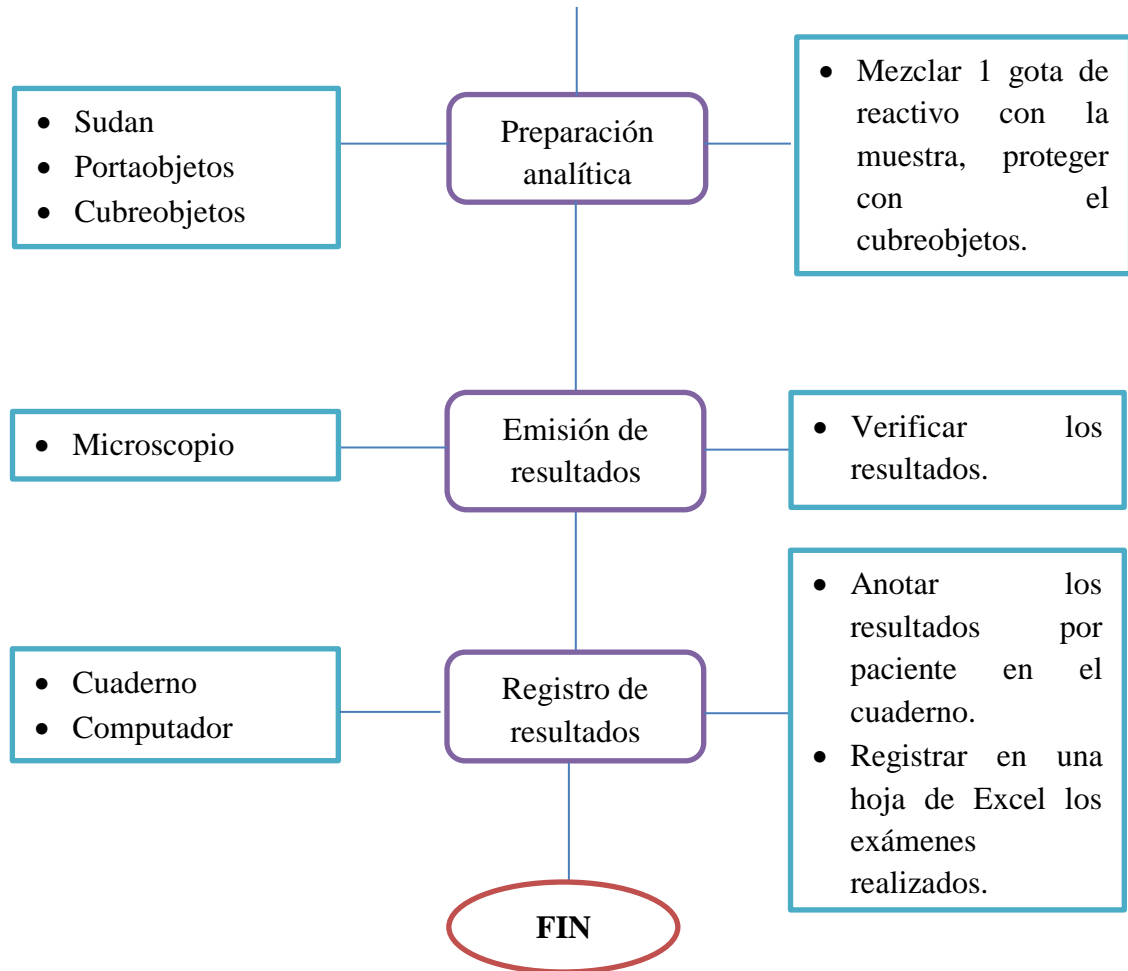 • Sudan
• Portaobjetos
• Cubreobjetos
Preparación
analítica
• Mezclar 1 gota de
reactivo con la
muestra, proteger
con el
cubreobjetos.
• Microscopio
Emisión de
resultados
• Verificar los
resultados.
• Cuaderno
• Computador
Registro de
resultados
• Anotar los
resultados por
paciente en el
cuaderno.
• Registrar en una
hoja de Excel los
exámenes
realizados.
FIN